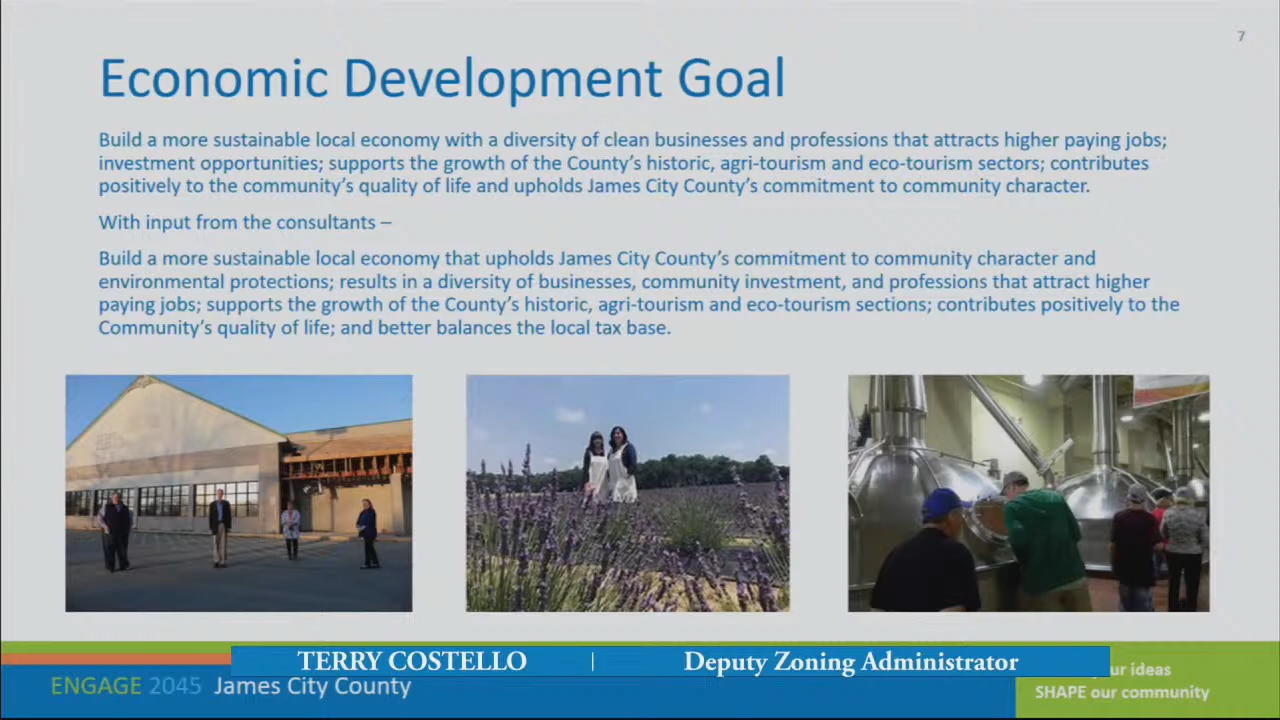 7
Economic Development Goal
Build a more sustainable local economy with a diversity of clean businesses and professions that attracts higher paying jobs;
investment opportunities; supports the growth of the County's historic, agri-tourism and eco-tourism sectors; contributes
positively to the community's quality of life and upholds James City County's commitment to community character.
With input from the consultants –
Build a more sustainable local economy that upholds James City County's commitment to community character and
environmental protections; results in a diversity of businesses, community investment, and professions that attract higher
paying jobs; supports the growth of the County's historic, agri-tourism and eco-tourism sections; contributes positively to the
Community's quality of life; and better balances the local tax base.
TERRY COSTELLO | Deputy Zoning Administrator
ENGAGE 2045 James City County
ur ideas
SHAPE our community